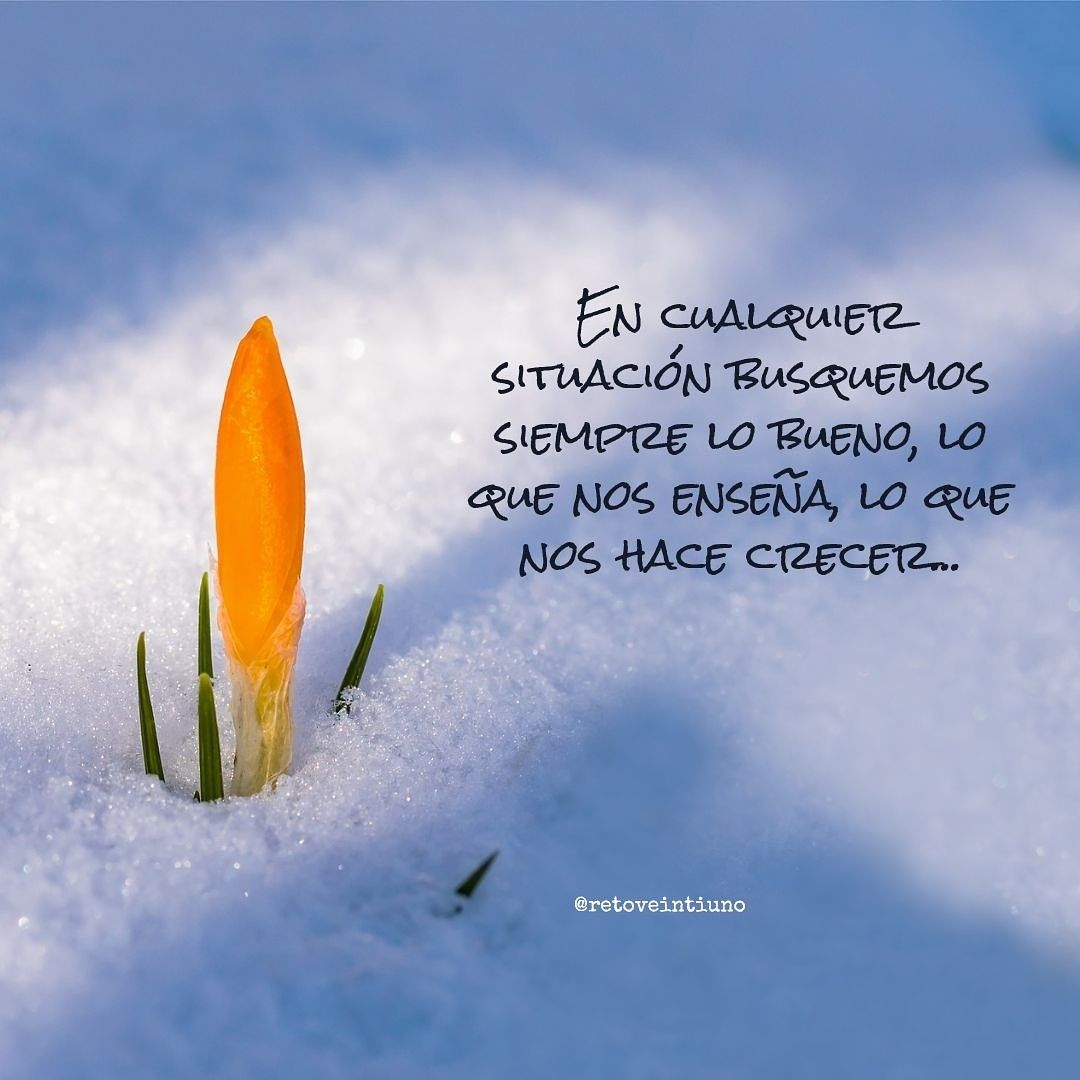 En cualquier
situación busquemos
siempre lo bueno, lo
que nos enseña, lo que
nos hace crecer...
@retoveintiuno